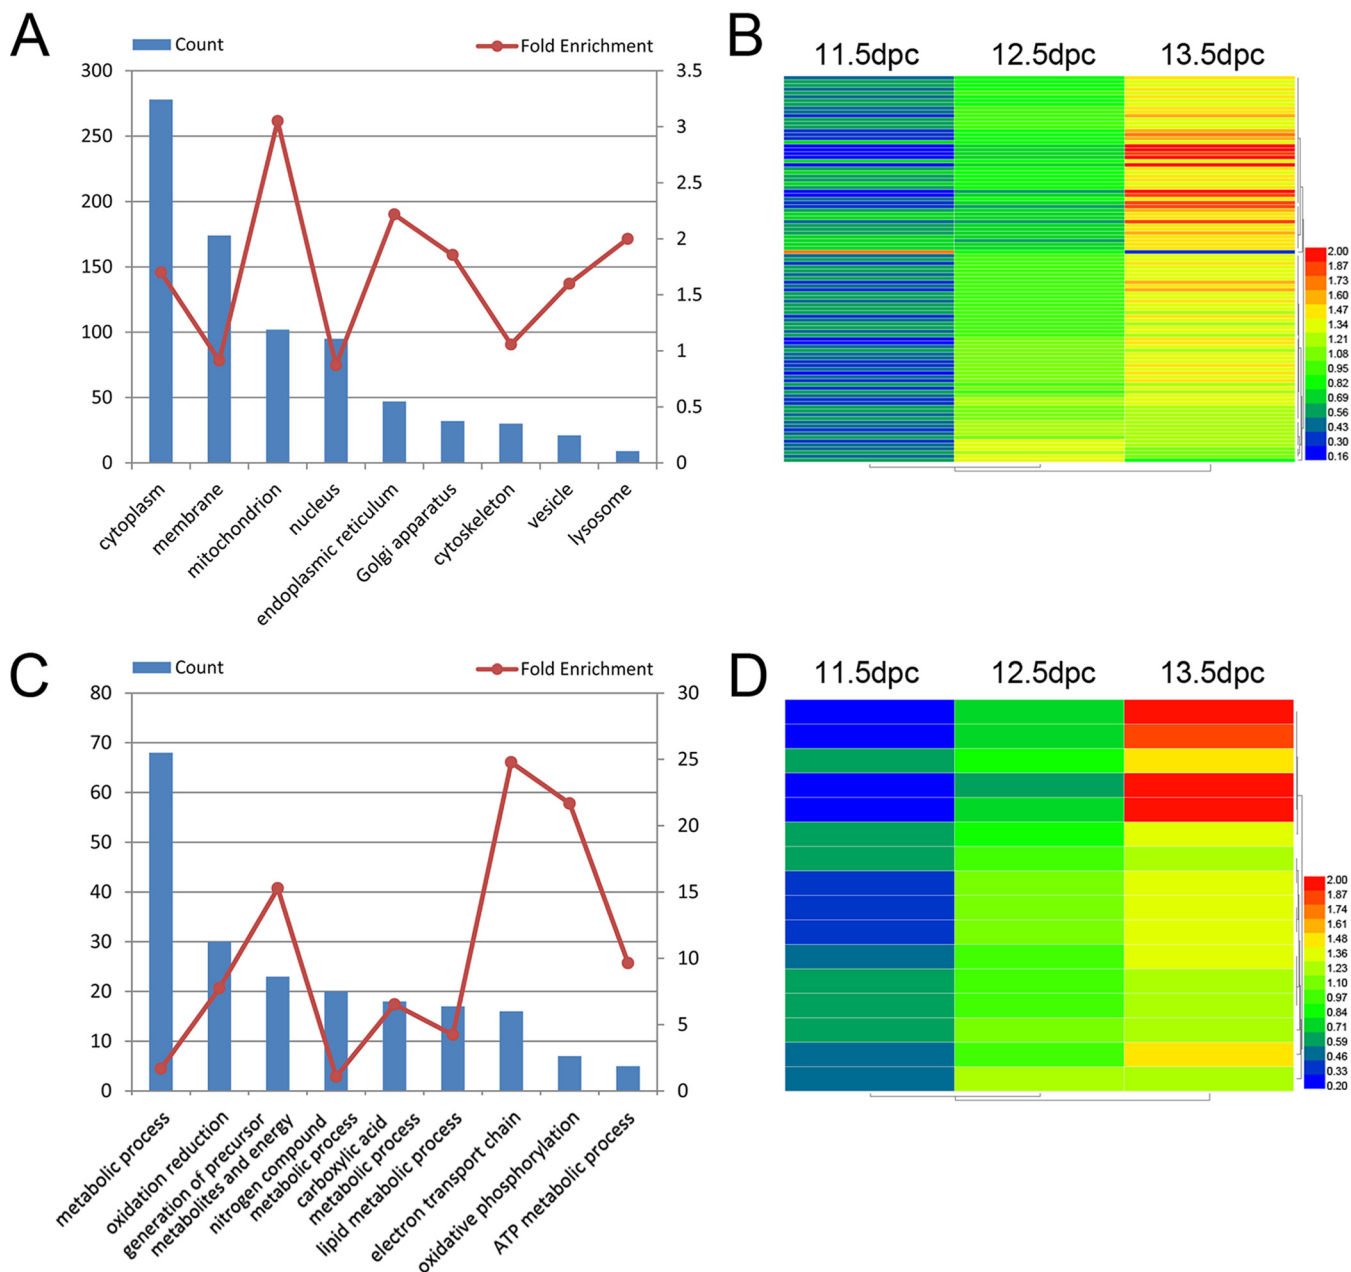 A
Count
Fold Enrichment
300
250
200
150
100
50
0
3.5
3
2.5
2
1.5
1
0.5
0
cytoplasm
membrane
mitochondrion
nucleus
endoplasmic reticulum
Golgi apparatus
cytoskeleton
vesicle
lysosome
B
11.5dpc 12.5dpc 13.5dpc
2.00
1.87
1.73
1.60
1.47
1.34
1.21
1.08
0.95
0.82
0.69
0.56
0.43
0.30
0.16
C
Count
Fold Enrichment
80
70
60
50
40
30
20
10
0
30
25
20
15
10
5
0
metabolic process
oxidation reduction
generation of precursor
metabolites and energy
nitrogen compound
metabolic process
carboxylic acid
metabolic process
lipid metabolic process
electron transport chain
oxidative phosphorylation
ATP metabolic process
D
11.5dpc 12.5dpc 13.5dpc
2.00
1.87
1.74
1.61
1.48
1.36
1.23
1.10
0.97
0.84
0.71
0.59
0.46
0.33
0.20